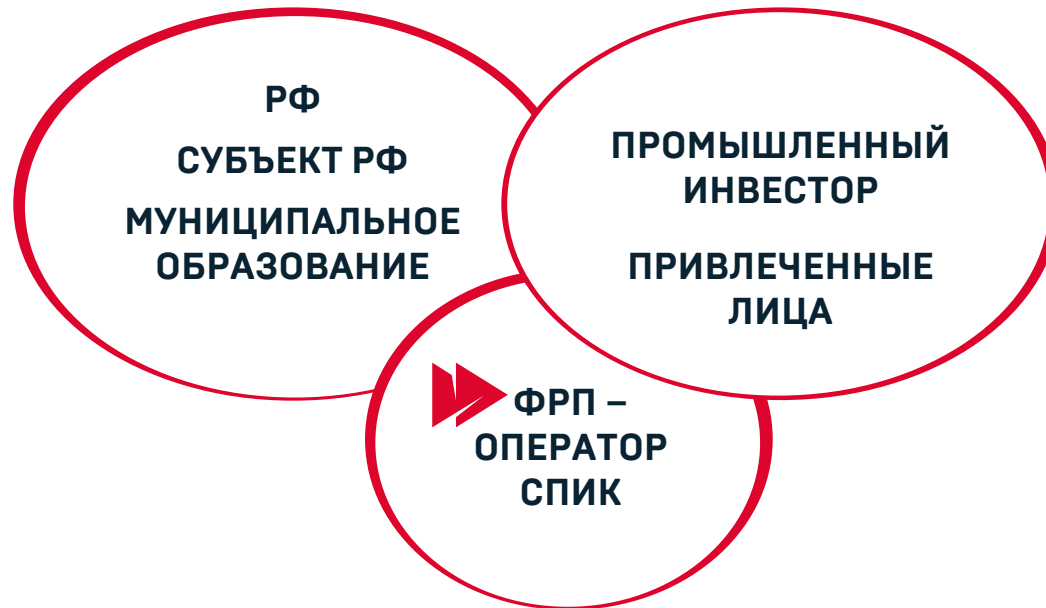 РФ
СУБЪЕКТ РФ
МУНИЦИПАЛЬНОЕ
ОБРАЗОВАНИЕ
ПРОМЫШЛЕННЫЙ
ИНВЕСТОР
ПРИВЛЕЧЕННЫЕ
ЛИЦА
ФРП –
ОПЕРАТОР
СПИК